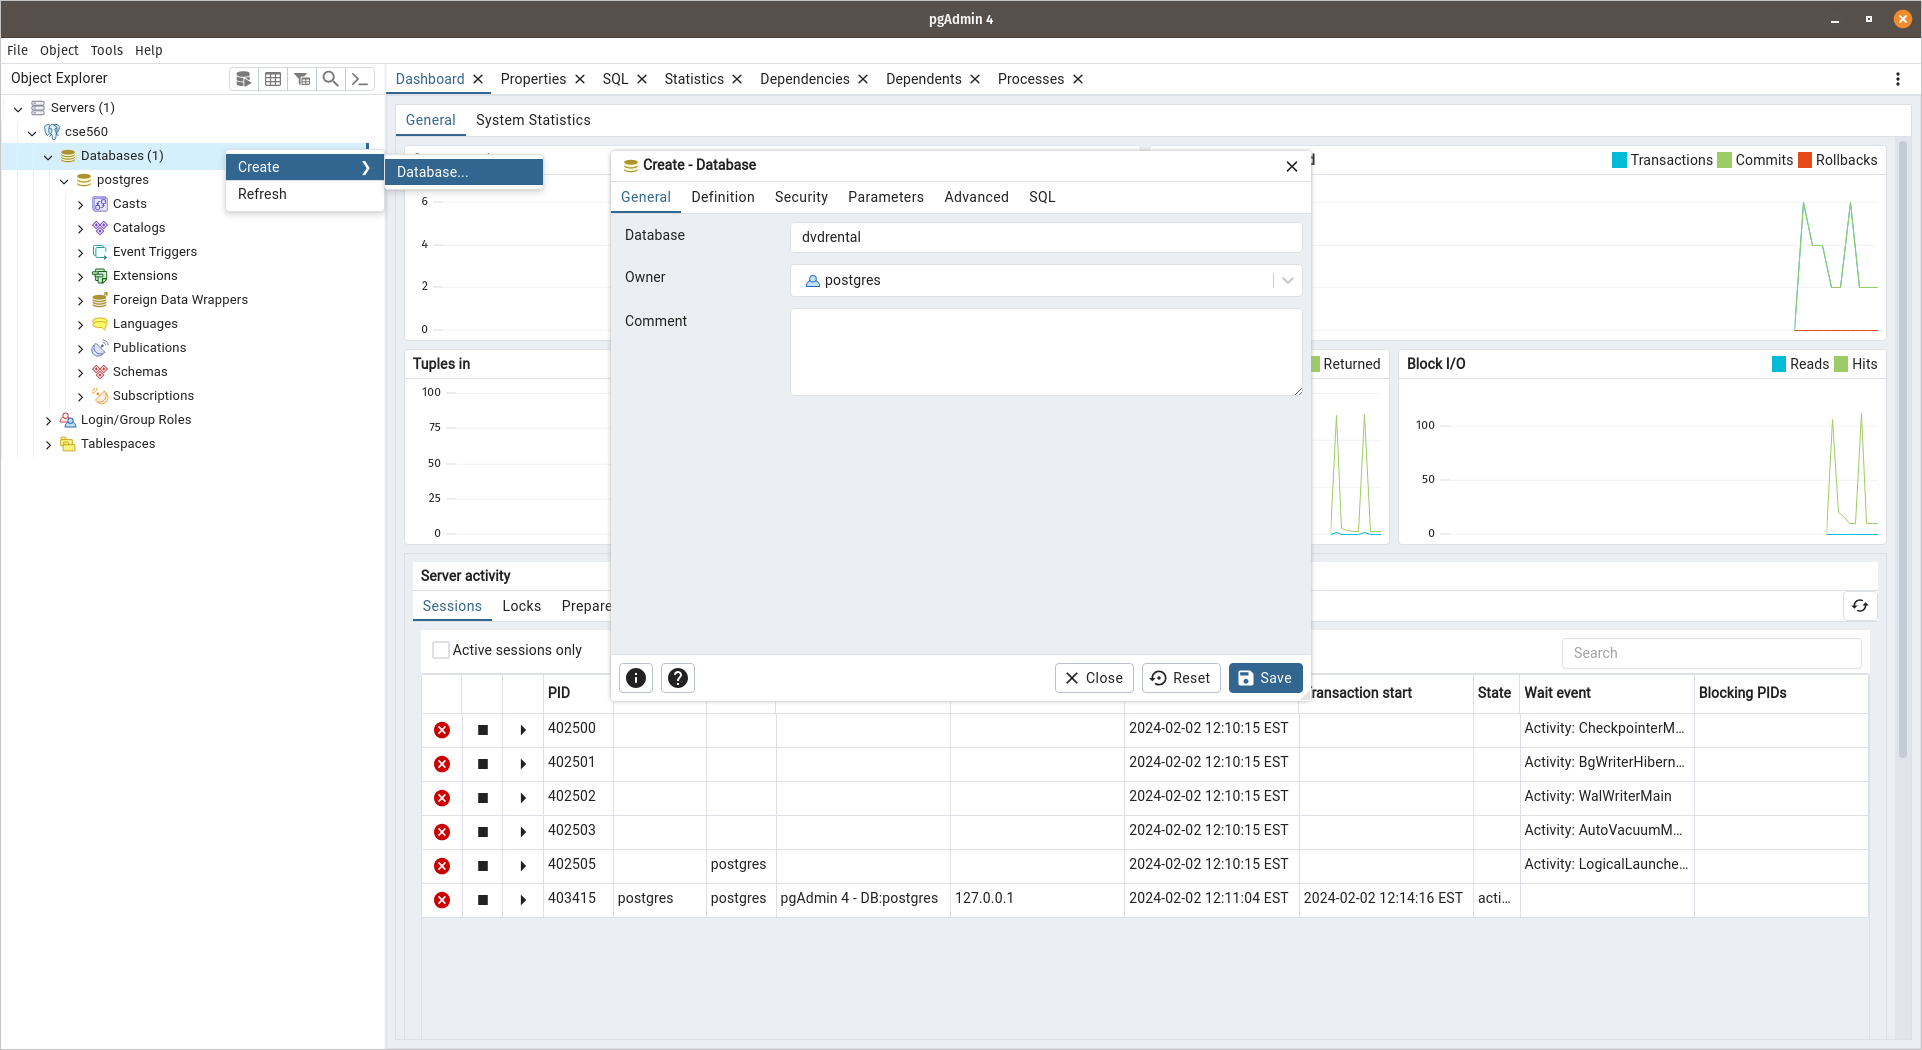 pgAdmin 4
File Object Tools Help
Object Explorer
Dashboard Properties SQL Statistics Dependencies Dependents Processes
Servers (1)
cse560
Databases (1)
postgres
Casts
Catalogs
Event Triggers
Extensions
Foreign Data Wrappers
Languages
Publications
Schemas
Subscriptions
Login/Group Roles
Tablespaces
Create
Refresh
Database...
General System Statistics
Transactions Commits Rollbacks
6
4
2
0
Create - Database
General Definition Security Parameters Advanced SQL
Database dvdrental
Owner postgres
Comment
Close Reset Save
Tuples in
100
75
50
25
0
Returned
Block I/O Reads Hits
100
50
0
Server activity
Sessions Locks Prepare
Active sessions only
Search
PID ransaction start State Wait event Blocking PIDs
402500 2024-02-02 12:10:15 EST Activity: CheckpointerM...
402501 2024-02-02 12:10:15 EST Activity: BgWriterHibern...
402502 2024-02-02 12:10:15 EST Activity: WalWriterMain
402503 2024-02-02 12:10:15 EST Activity: AutoVacuumM...
402505 postgres 2024-02-02 12:10:15 EST Activity: LogicalLaunche...
403415 postgres postgres pgAdmin 4 - DB:postgres 127.0.0.1 2024-02-02 12:11:04 EST 2024-02-02 12:14:16 EST acti...